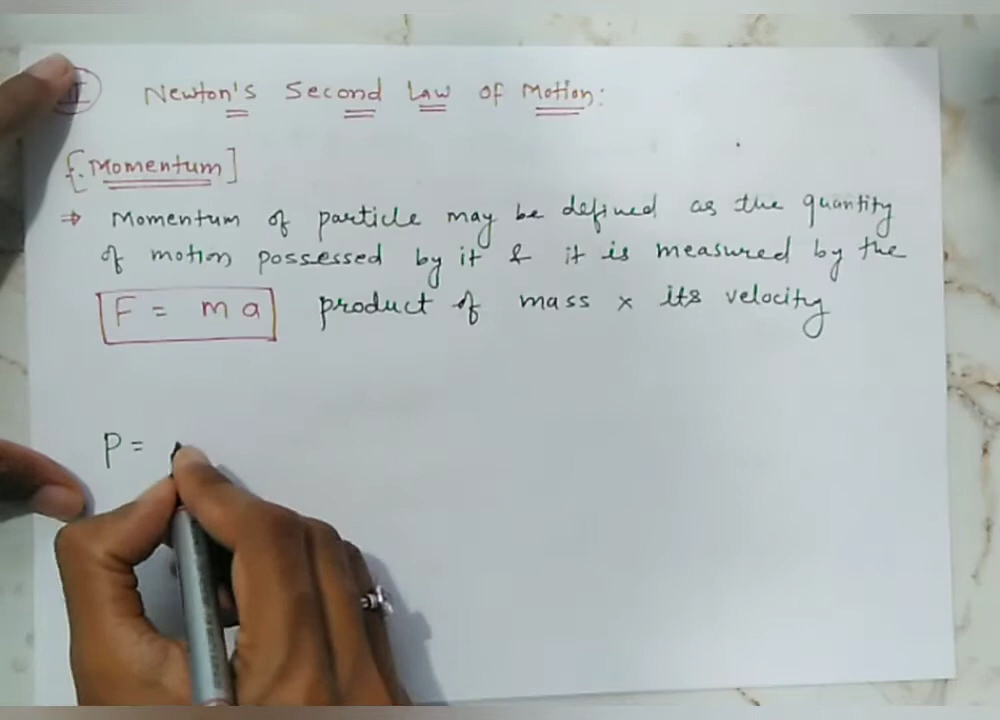 II Newton's Second Law of Motion:
{. Momentum]
⇒ Momentum of particle may be defined as the quantity
of motion possessed by it & it is measured by the
F = ma product of mass x its velocity
P =